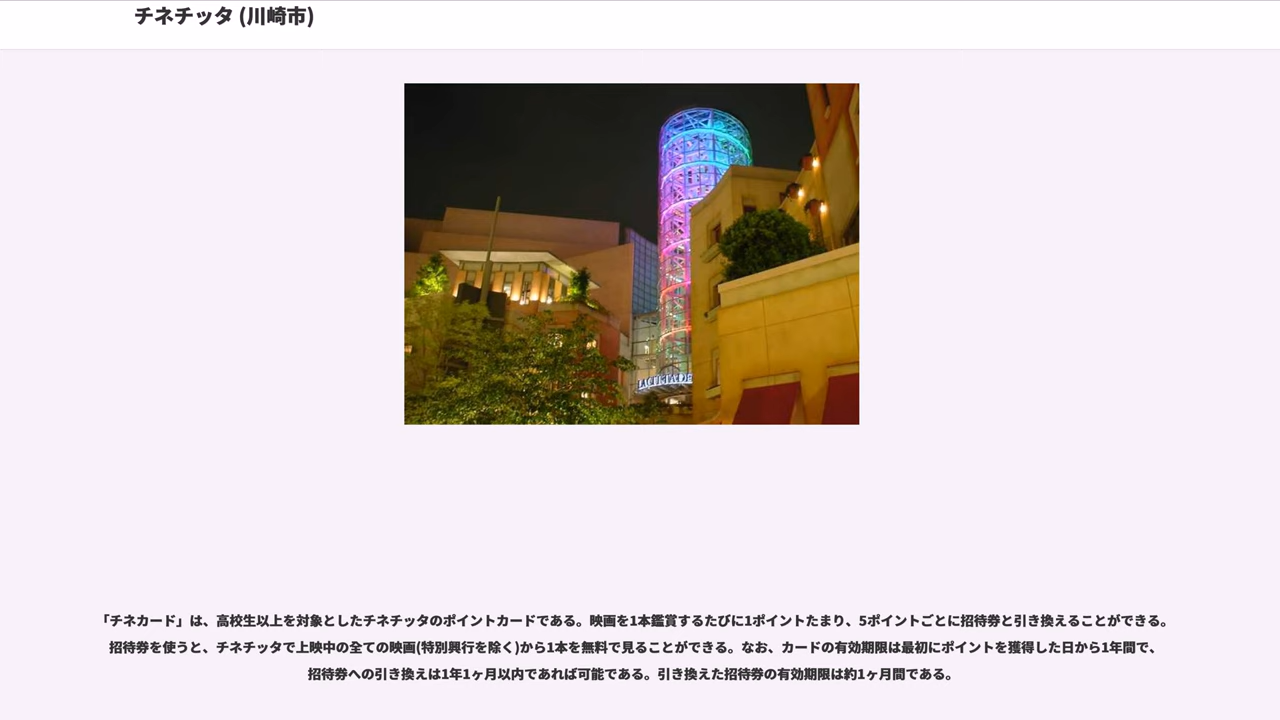 チネチッタ (川崎市)
「チネカード」は、高校生以上を対象としたチネチッタのポイントカードである。映画を1本鑑賞するたびに1ポイントたまり、5ポイントごとに招待券と引き換えることができる。
招待券を使うと、チネチッタで上映中の全ての映画(特別興行を除く)から1本を無料で見ることができる。なお、カードの有効期限は最初にポイントを獲得した日から1年間で、
招待券への引き換えは1年1ヶ月以内であれば可能である。引き換えた招待券の有効期限は約1ヶ月間である。